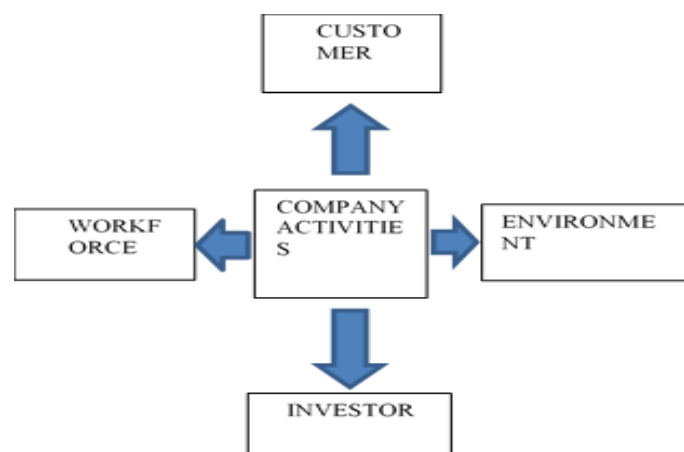 CUSTO
MER
WORKF
ORCE
COMPANY
ACTIVITIE
S
ENVIRONME
NT
INVESTOR